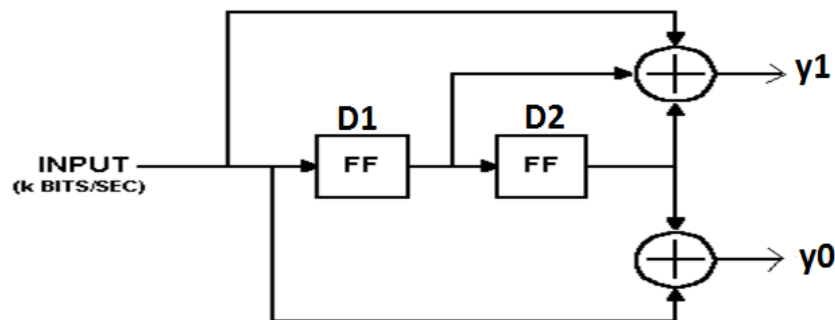 y1
D1
D2
INPUT
(k BITS/SEC)
FF
FF
y0